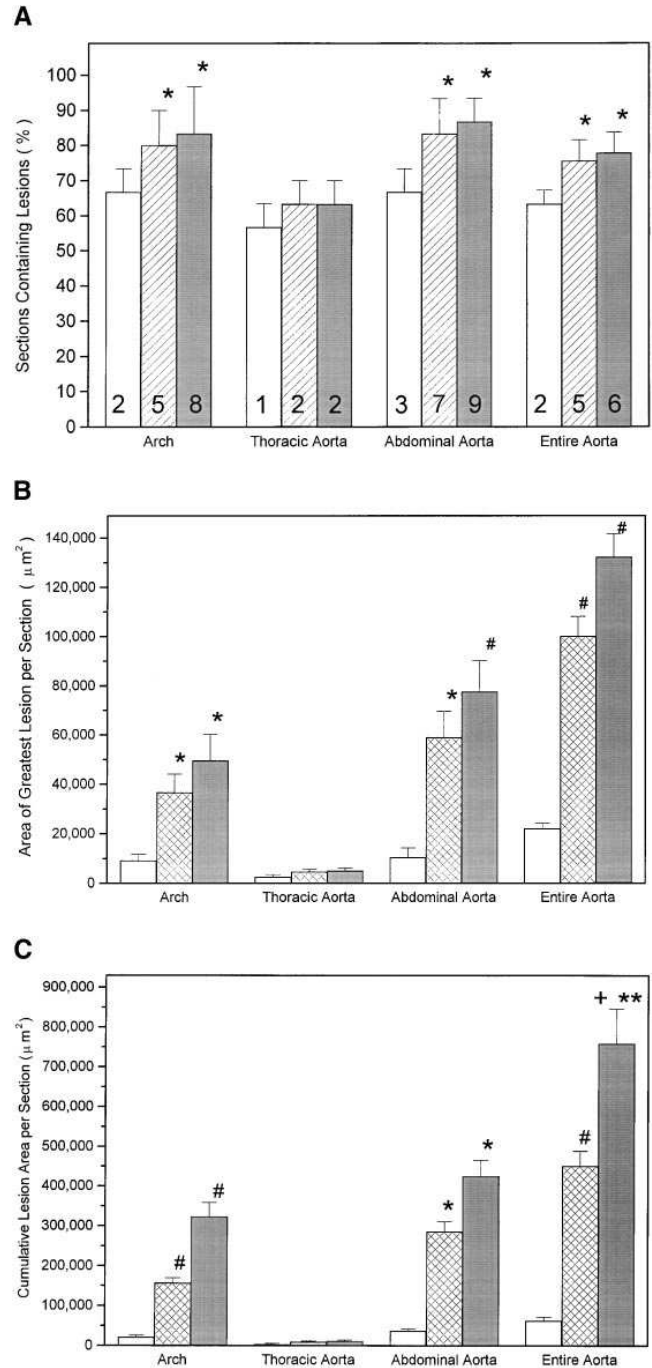 A
Sections Containing Lesions ( % )
100
90
80
70
60
50
40
30
20
10
0
* * * * * *
2 5 8 1 2 2 3 7 9 2 5 6
Arch Thoracic Aorta Abdominal Aorta Entire Aorta
B
Area of Greatest Lesion per Section ( μm²)
140,000
120,000
100,000
80,000
60,000
40,000
20,000
0
* * * # # #
Arch Thoracic Aorta Abdominal Aorta Entire Aorta
C
Cumulative Lesion Area per Section (μm²)
900,000
800,000
700,000
600,000
500,000
400,000
300,000
200,000
100,000
0
# # * * # + **
Arch Thoracic Aorta Abdominal Aorta Entire Aorta